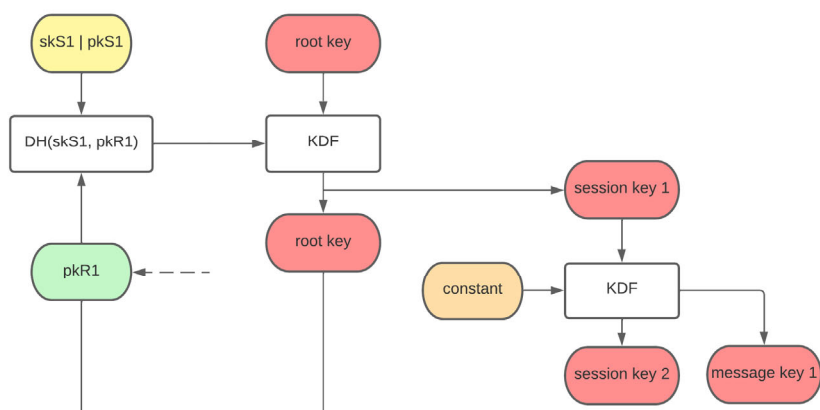 skS1 | pkS1
root key
DH(skS1, pkR1)
KDF
session key 1
root key
pkR1
constant
KDF
session key 2
message key 1